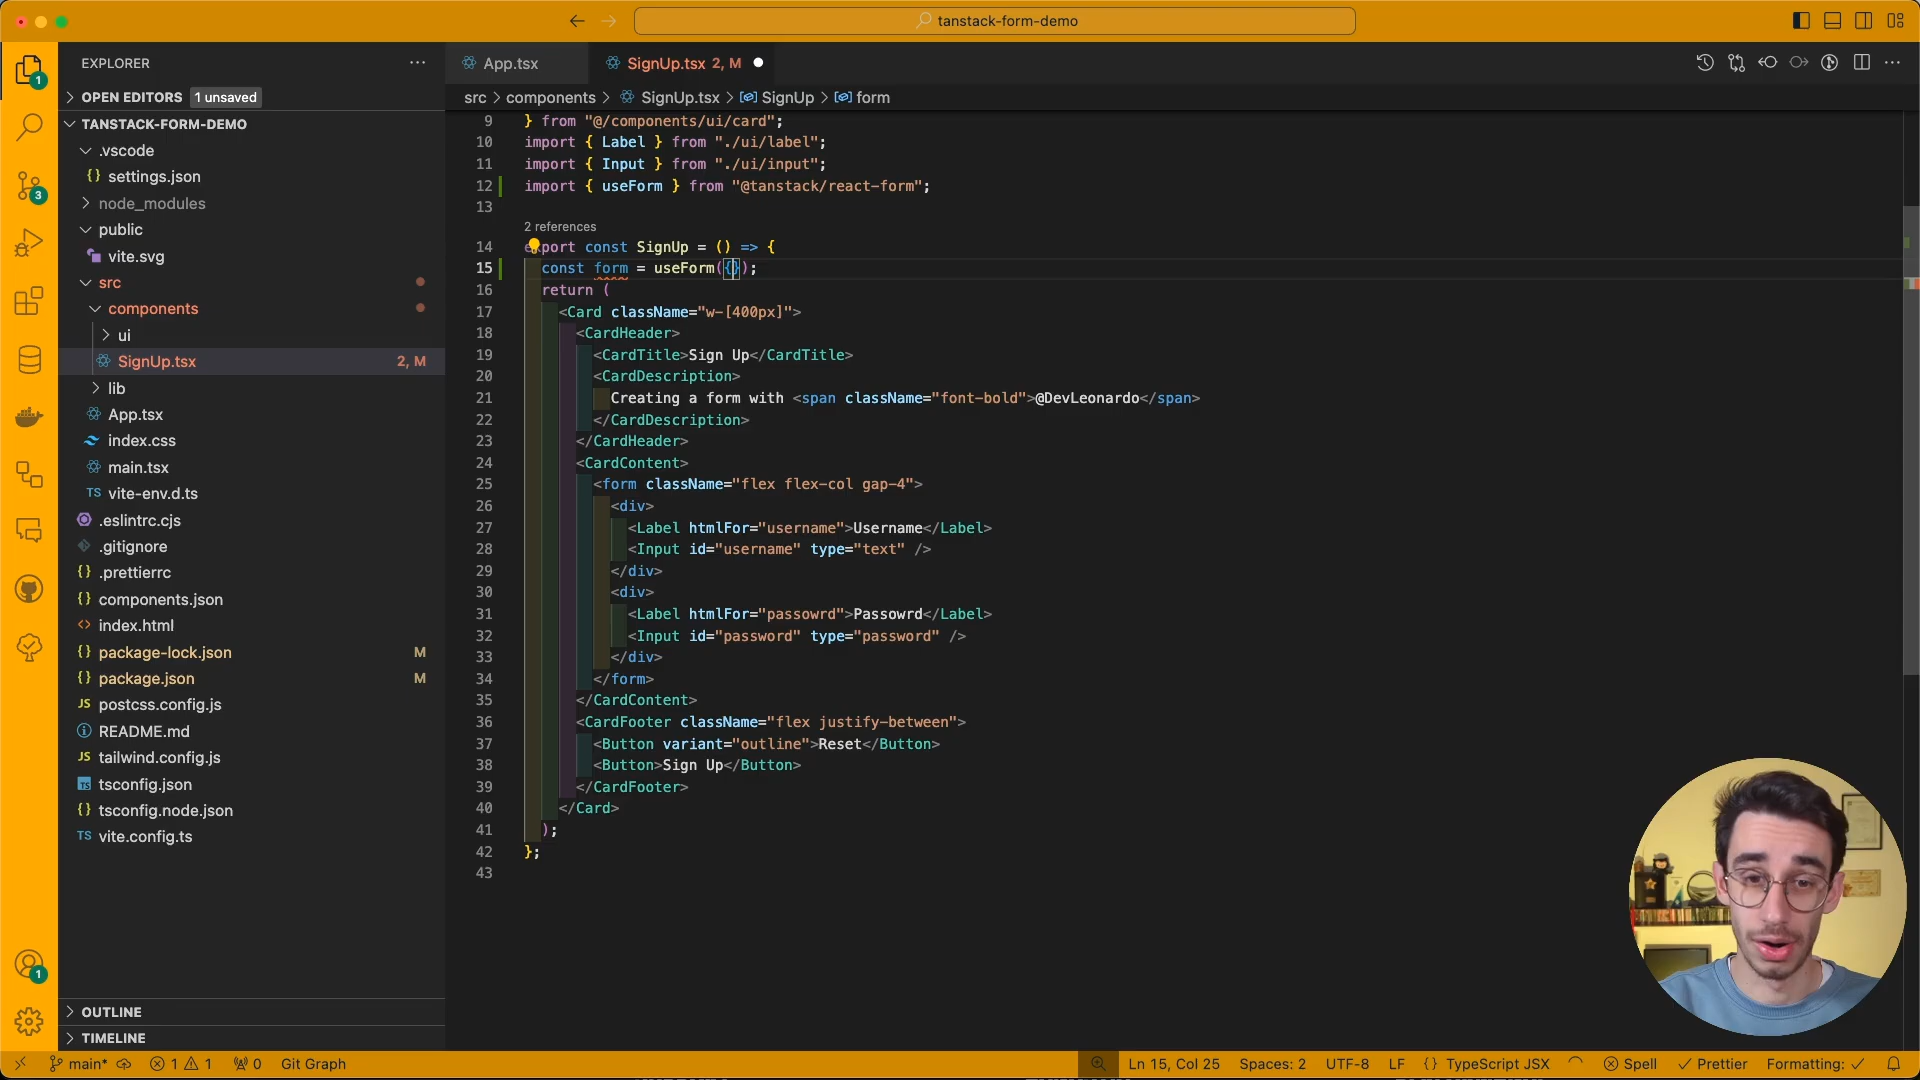 tanstack-form-demo
EXPLORER
OPEN EDITORS 1 unsaved
TANSTACK-FORM-DEMO
.vscode
{} settings.json
node_modules
public
vite.svg
src
components
ui
SignUp.tsx 2, M
lib
App.tsx
index.css
main.tsx
TS vite-env.d.ts
.eslintrc.cjs
.gitignore
{} .prettierrc
{} components.json
<> index.html
{} package-lock.json M
{} package.json M
JS postcss.config.js
README.md
JS tailwind.config.js
TS tsconfig.json
{} tsconfig.node.json
TS vite.config.ts
OUTLINE
TIMELINE
1
3
1
App.tsx
SignUp.tsx 2, M
src > components > SignUp.tsx > SignUp > form
9 } from "@/components/ui/card";
10 import { Label } from "./ui/label";
11 import { Input } from "./ui/input";
12 import { useForm } from "@tanstack/react-form";
13
2 references
14 export const SignUp = () => {
15 const form = useForm({});
16 return (
17 <Card className="w-[400px]">
18 <CardHeader>
19 <CardTitle>Sign Up</CardTitle>
20 <CardDescription>
21 Creating a form with <span className="font-bold">@DevLeonardo</span>
22 </CardDescription>
23 </CardHeader>
24 <CardContent>
25 <form className="flex flex-col gap-4">
26 <div>
27 <Label htmlFor="username">Username</Label>
28 <Input id="username" type="text" />
29 </div>
30 <div>
31 <Label htmlFor="passowrd">Passowrd</Label>
32 <Input id="password" type="password" />
33 </div>
34 </form>
35 </CardContent>
36 <CardFooter className="flex justify-between">
37 <Button variant="outline">Reset</Button>
38 <Button>Sign Up</Button>
39 </CardFooter>
40 </Card>
41 );
42 };
43
main* 1 1 0 Git Graph Ln 15, Col 25 Spaces: 2 UTF-8 LF {} TypeScript JSX Spell Prettier Formatting: